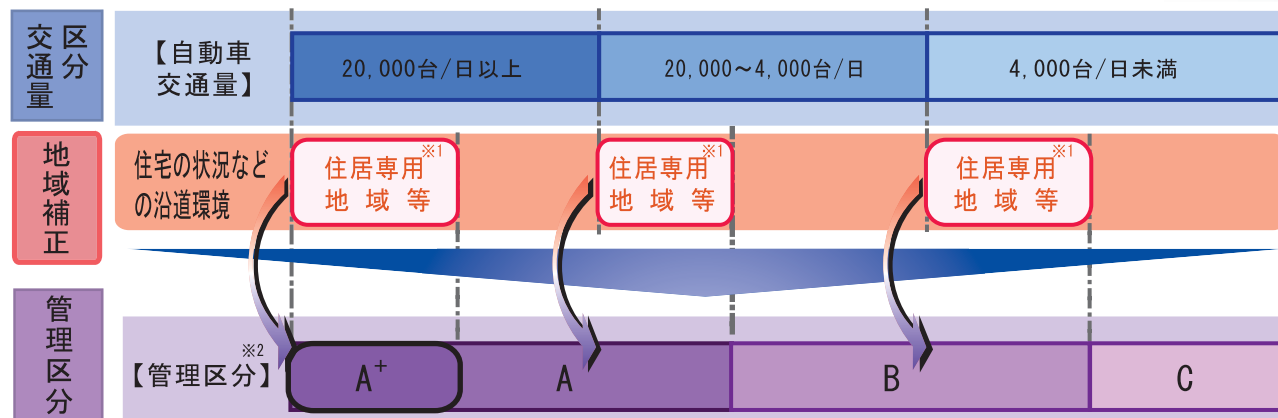 交通量
区分
【自動車
交通量】
20,000台/日以上
20,000～4,000台/日
4,000台/日未満
地域補正
住宅の状況など
の沿道環境
住居専用※1
地域等
住居専用※1
地域等
住居専用※1
地域等
管理区分
【管理区分】※2
A+
A
B
C